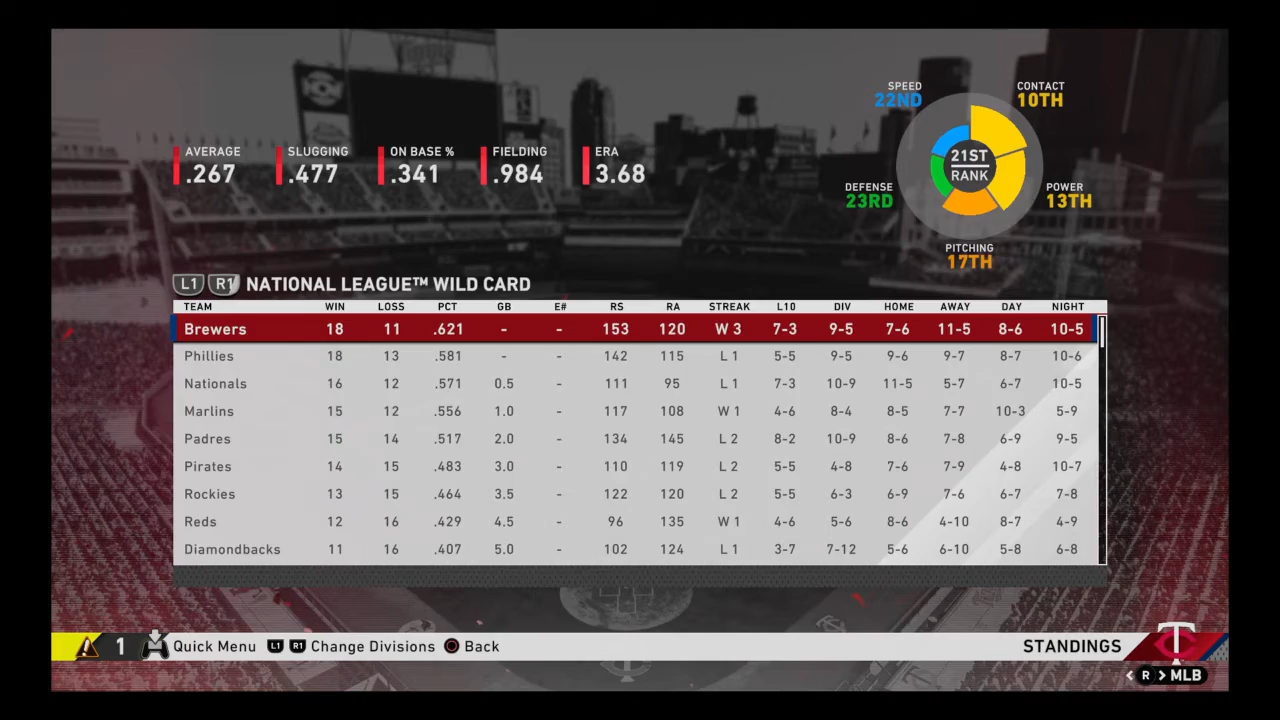 SPEED
22ND
CONTACT
10TH
AVERAGE SLUGGING ON BASE % FIELDING ERA
.267 .477 .341 .984 3.68
21ST
RANK
DEFENSE
23RD
POWER
13TH
PITCHING
17TH
L1 R1 NATIONAL LEAGUE™ WILD CARD
TEAM WIN LOSS PCT GB E# RS RA STREAK L10 DIV HOME AWAY DAY NIGHT
Brewers 18 11 .621 - - 153 120 W 3 7-3 9-5 7-6 11-5 8-6 10-5
Phillies 18 13 .581 - - 142 115 L 1 5-5 9-5 9-6 9-7 8-7 10-6
Nationals 16 12 .571 0.5 - 111 95 L 1 7-3 10-9 11-5 5-7 6-7 10-5
Marlins 15 12 .556 1.0 - 117 108 W 1 4-6 8-4 8-5 7-7 10-3 5-9
Padres 15 14 .517 2.0 - 134 145 L 2 8-2 10-9 8-6 7-8 6-9 9-5
Pirates 14 15 .483 3.0 - 110 119 L 2 5-5 4-8 7-6 7-9 4-8 10-7
Rockies 13 15 .464 3.5 - 122 120 L 2 5-5 6-3 6-9 7-6 6-7 7-8
Reds 12 16 .429 4.5 - 96 135 W 1 4-6 5-6 8-6 4-10 8-7 4-9
Diamondbacks 11 16 .407 5.0 - 102 124 L 1 3-7 7-12 5-6 6-10 5-8 6-8
1 Quick Menu L1 R1 Change Divisions Back
STANDINGS
TC
< R > MLB